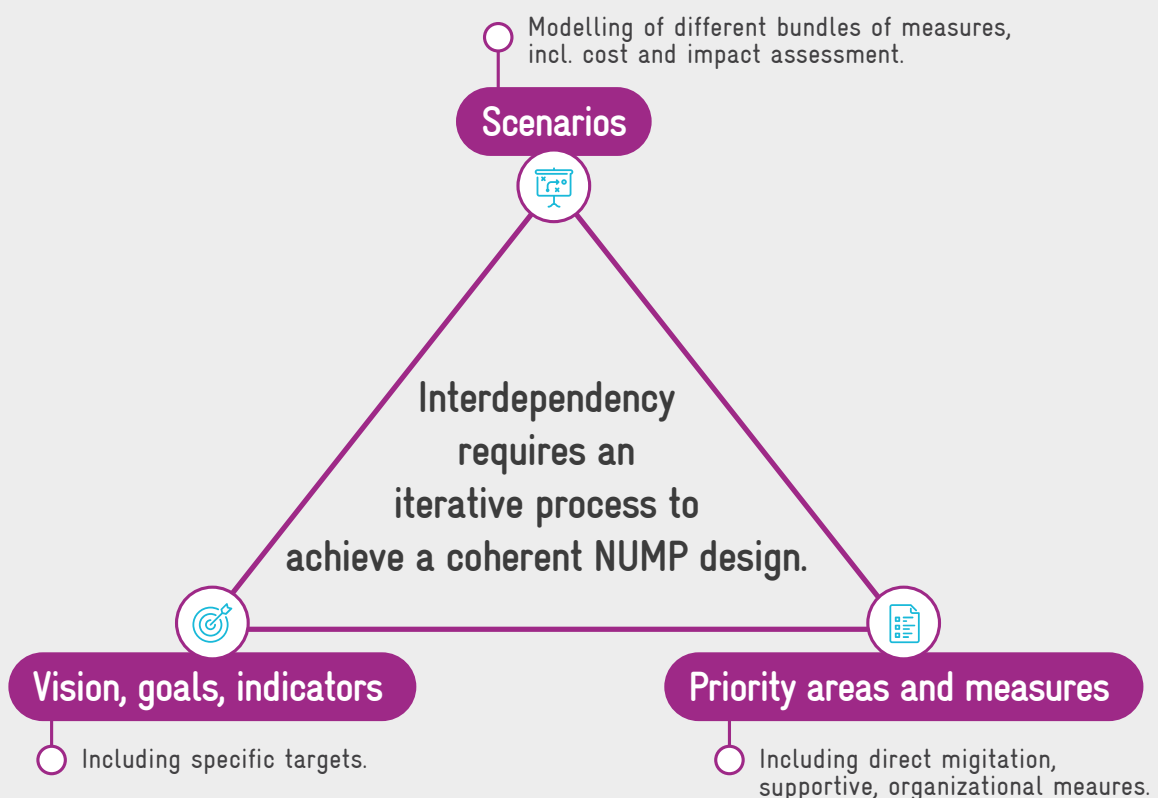 Modelling of different bundles of measures,
incl. cost and impact assessment.
Scenarios
Interdependency
requires an
iterative process to
achieve a coherent NUMP design.
Vision, goals, indicators
Including specific targets.
Priority areas and measures
Including direct migitation,
supportive, organizational meaures.